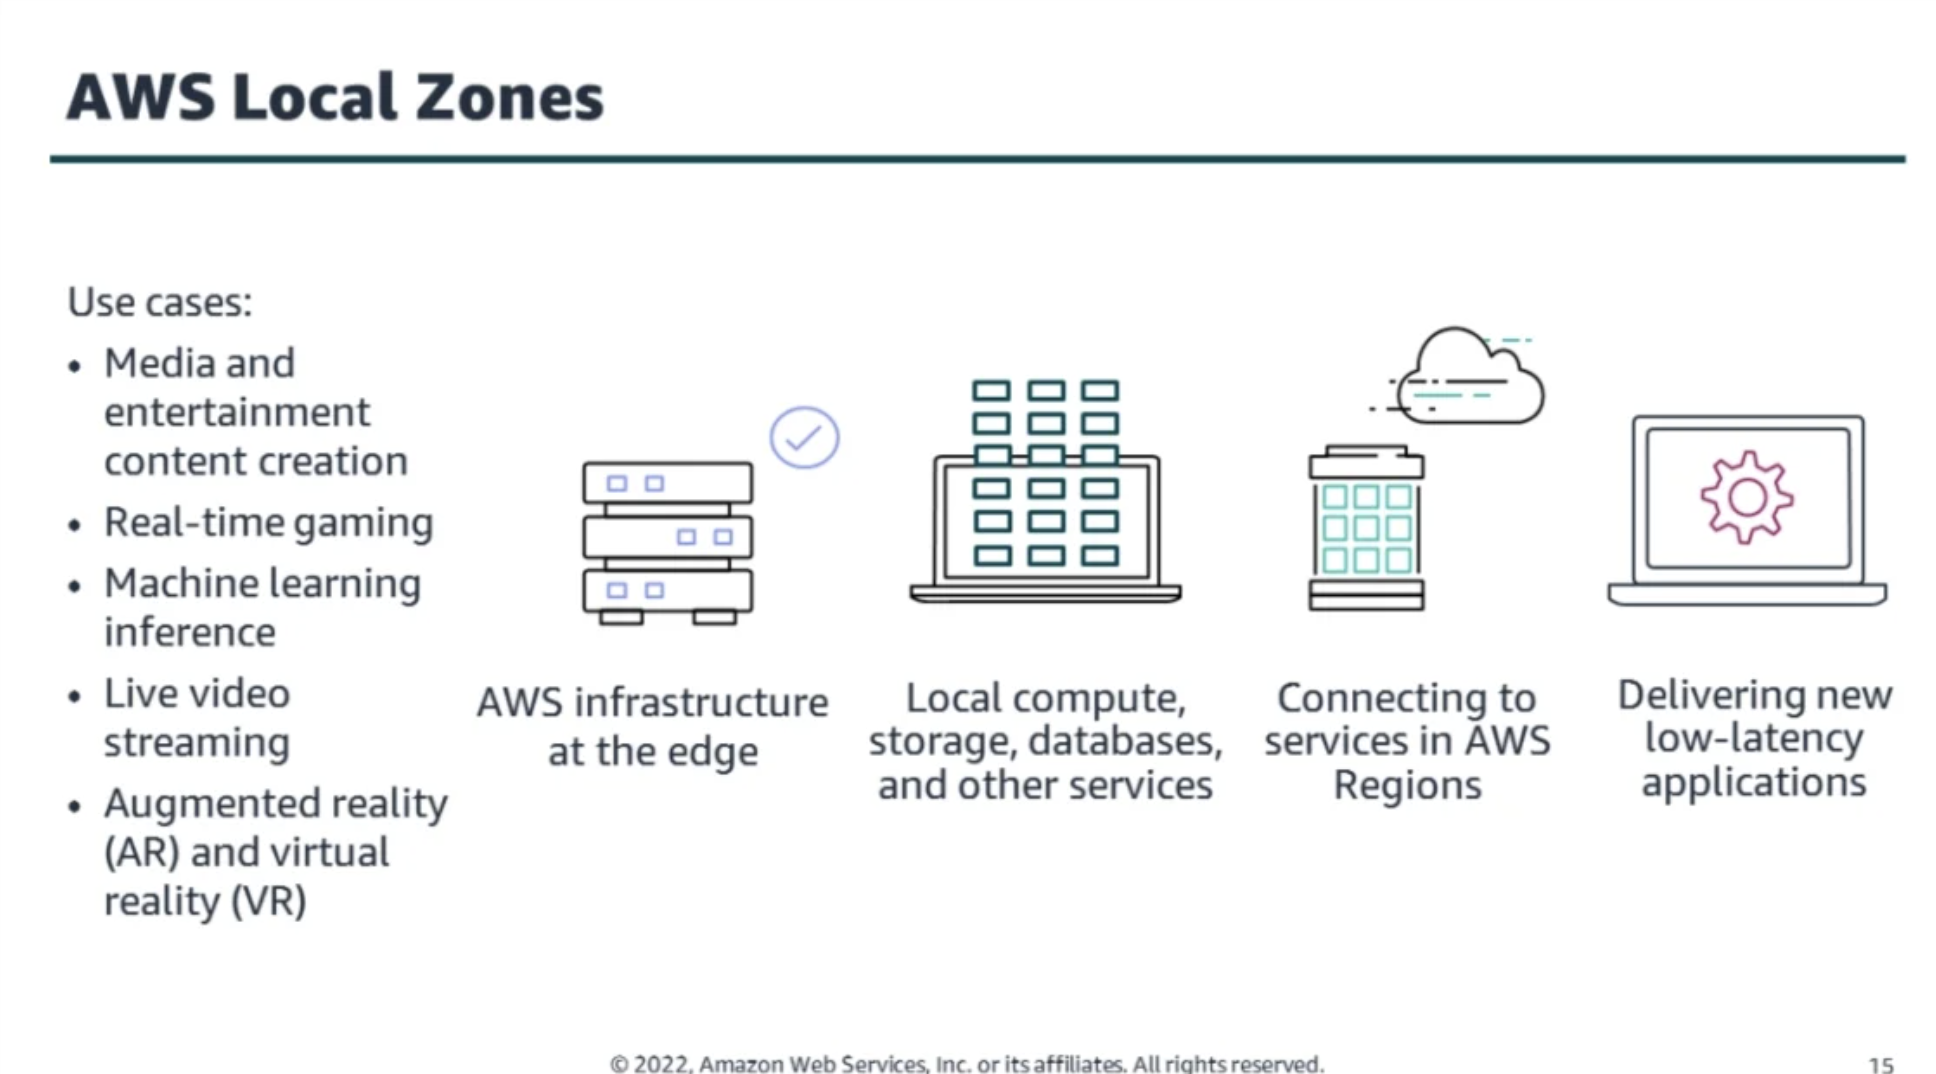 AWS Local Zones
Use cases:
• Media and
entertainment
content creation
• Real-time gaming
• Machine learning
inference
• Live video
streaming
• Augmented reality
(AR) and virtual
reality (VR)
AWS infrastructure
at the edge
Local compute,
storage, databases,
and other services
Connecting to
services in AWS
Regions
Delivering new
low-latency
applications
© 2022, Amazon Web Services, Inc. or its affiliates. All rights reserved.
15